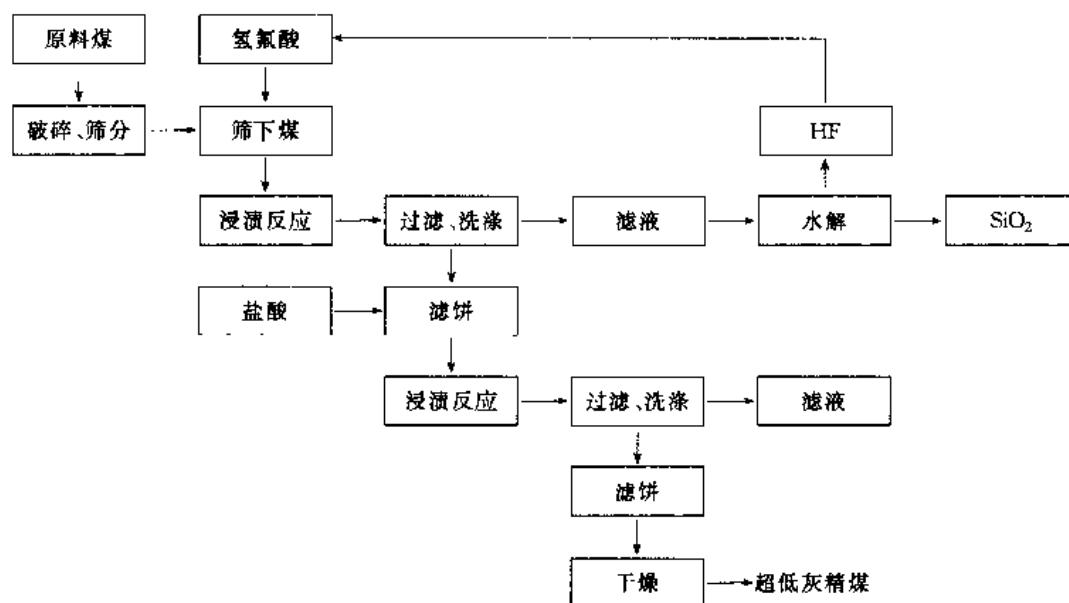 原料煤
氢氟酸
破碎、筛分
筛下煤
HF
浸渍反应
过滤、洗涤
滤液
水解
SiO₂
盐酸
滤饼
浸渍反应
过滤、洗涤
滤液
滤饼
干燥
超低灰精煤